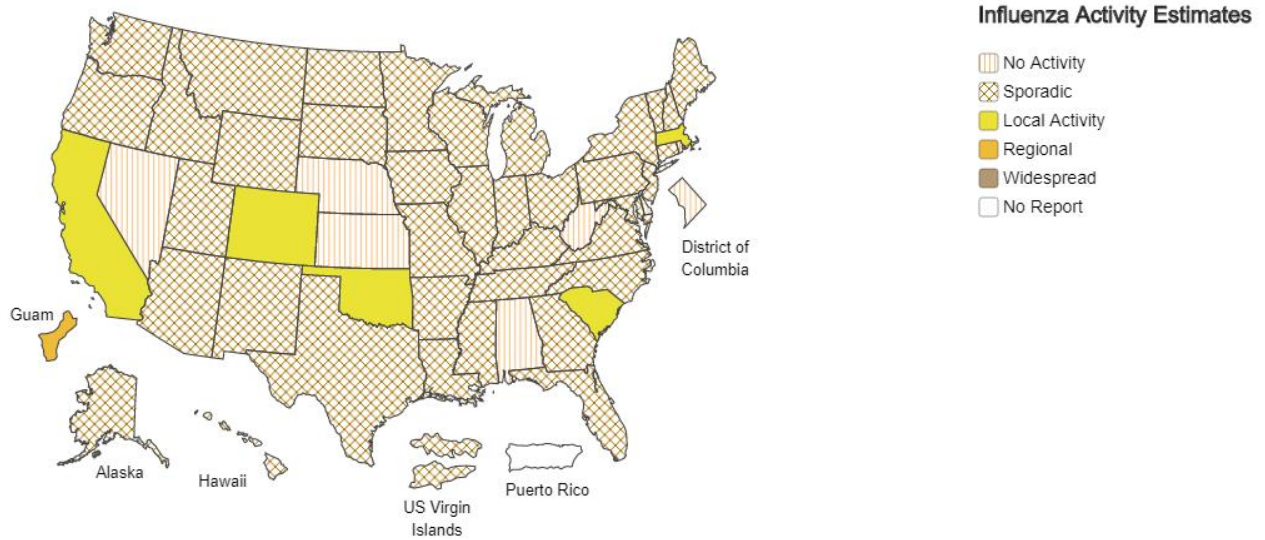 Influenza Activity Estimates
No Activity
Sporadic
Local Activity
Regional
Widespread
No Report
District of
Columbia
Guam
Alaska
Hawaii
US Virgin
Islands
Puerto Rico